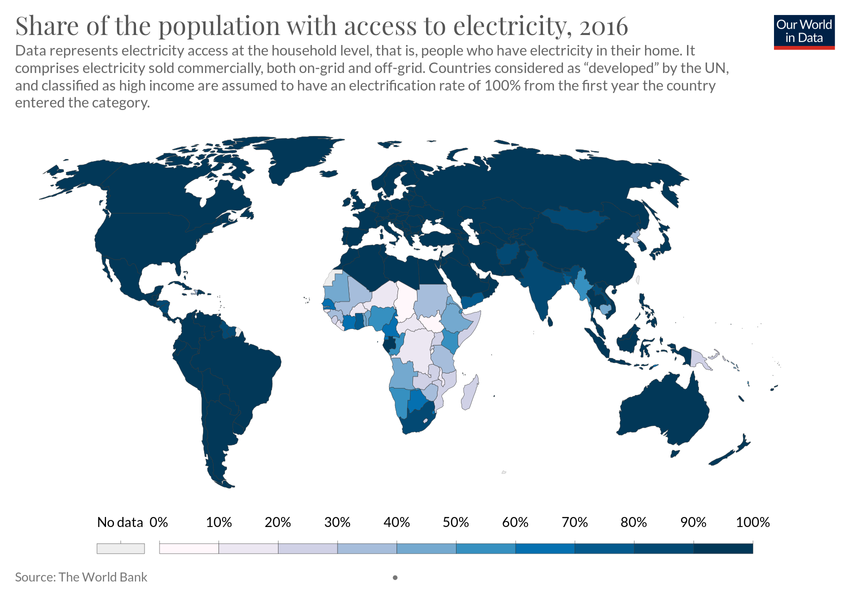 Share of the population with access to electricity, 2016
Our World
in Data
Data represents electricity access at the household level, that is, people who have electricity in their home. It
comprises electricity sold commercially, both on-grid and off-grid. Countries considered as “developed” by the UN,
and classified as high income are assumed to have an electrification rate of 100% from the first year the country
entered the category.
No data 0% 10% 20% 30% 40% 50% 60% 70% 80% 90% 100%
Source: The World Bank